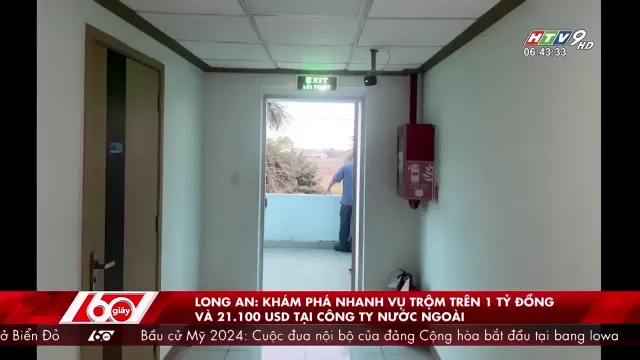 HTV9 HD
06:43:33
EXIT
LỐI THOÁT
60 giây
LONG AN: KHÁM PHÁ NHANH VỤ TRỘM TRÊN 1 TỶ ĐỒNG
VÀ 21.100 USD TẠI CÔNG TY NƯỚC NGOÀI
ở Biển Đỏ
60
Bầu cử Mỹ 2024: Cuộc đua nội bộ của đảng Cộng hòa bắt đầu tại bang Iowa